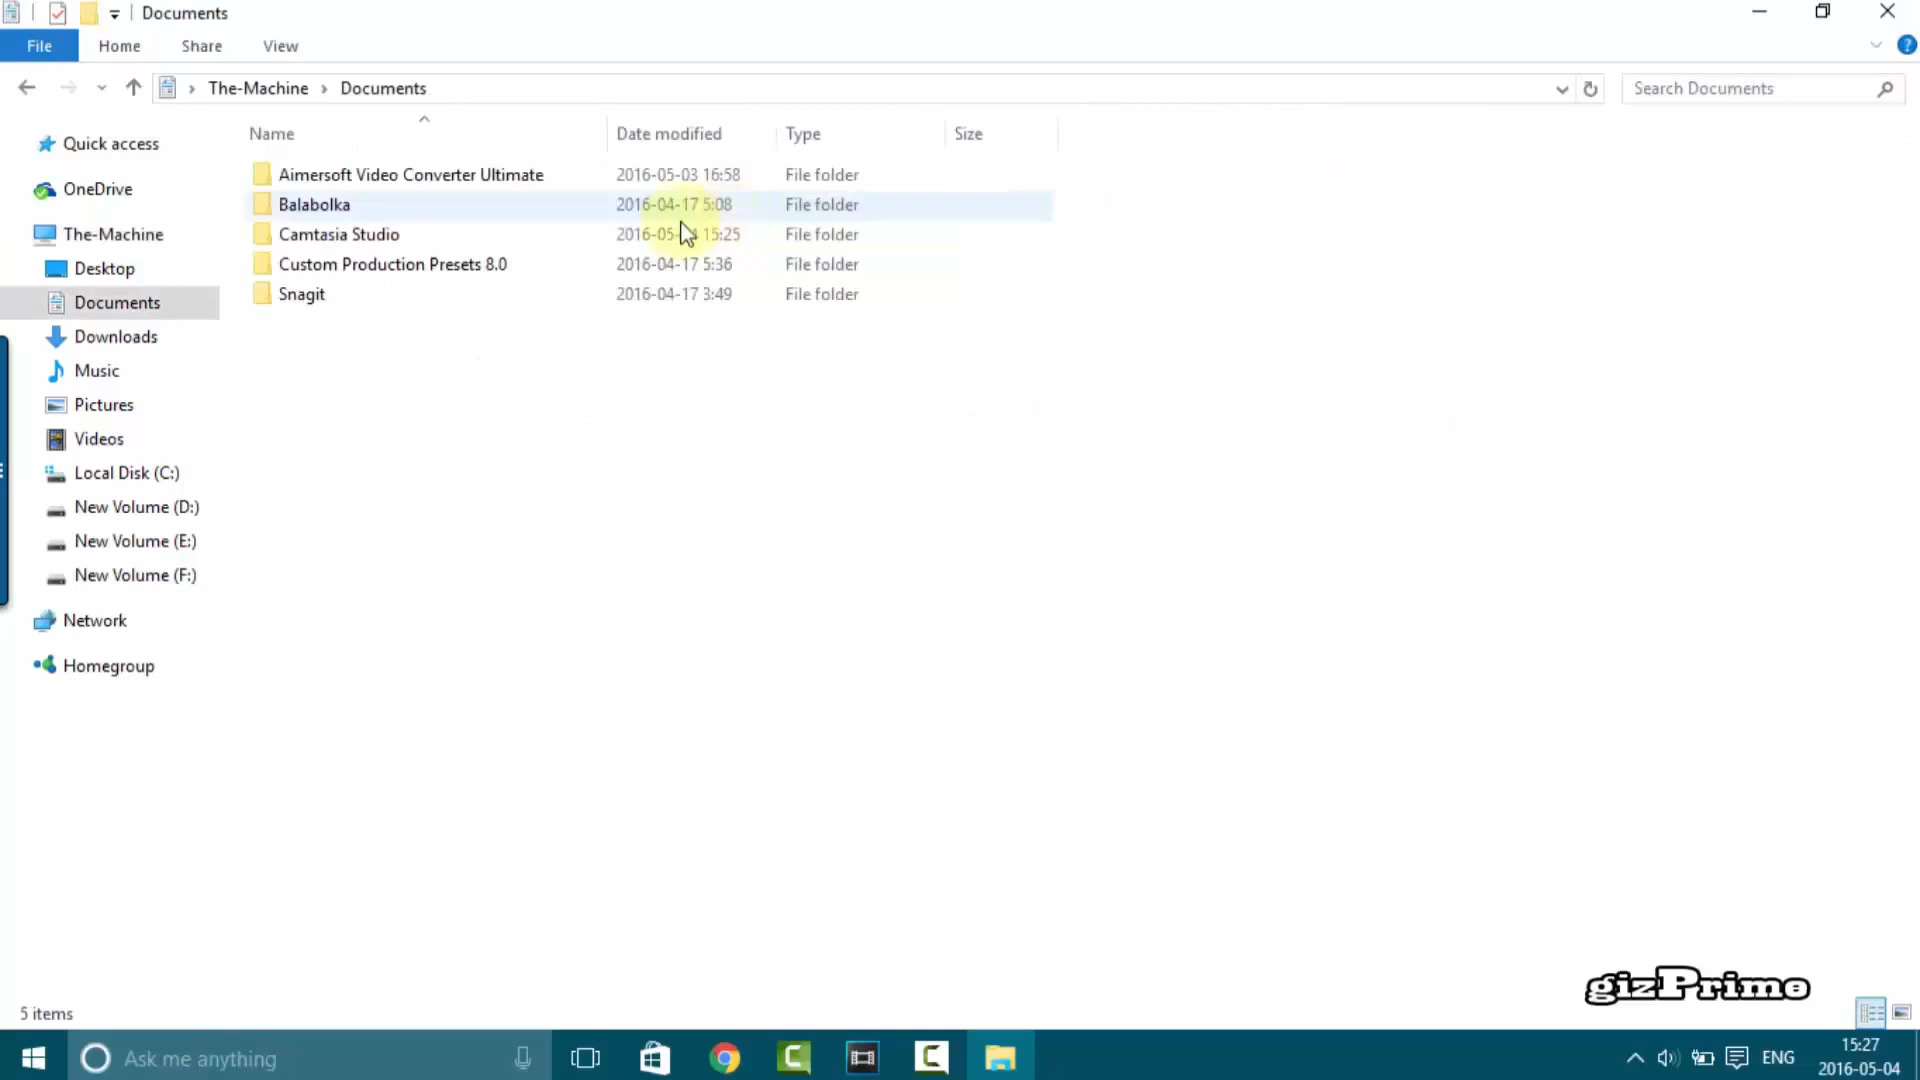 Documents
File Home Share View
The-Machine › Documents
Search Documents
Name Date modified Type Size
Quick access
OneDrive
The-Machine
Desktop
Documents
Downloads
Music
Pictures
Videos
Local Disk (C:)
New Volume (D:)
New Volume (E:)
New Volume (F:)
Network
Homegroup
Aimersoft Video Converter Ultimate 2016-05-03 16:58 File folder
Balabolka 2016-04-17 5:08 File folder
Camtasia Studio 15:25 File folder
Custom Production Presets 8.0 2016-04-17 5:36 File folder
Snagit 2016-04-17 3:49 File folder
gizPrimo
5 items
Ask me anything
ENG
15:27
2016-05-04